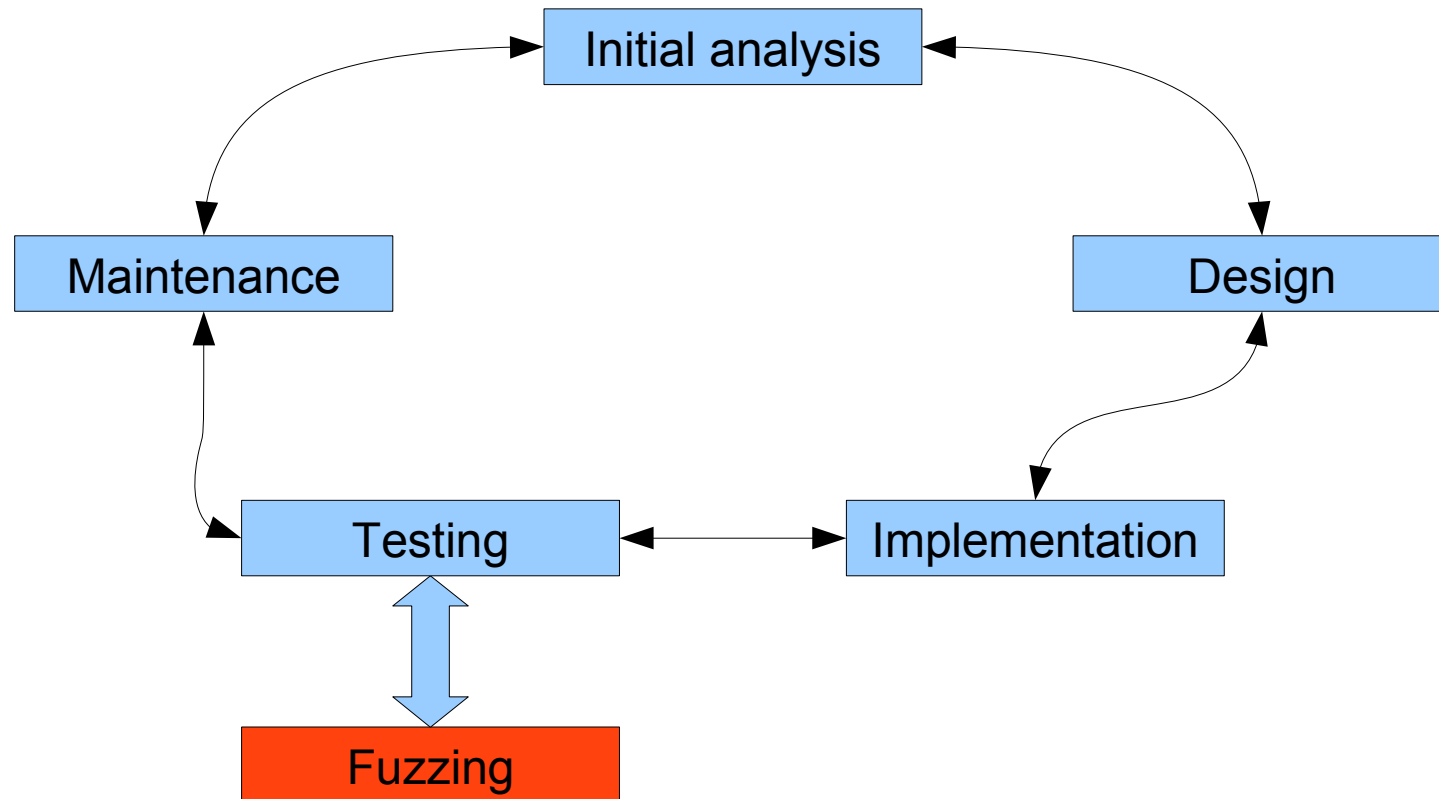 Initial analysis
Maintenance
Design
Testing
Implementation
Fuzzing